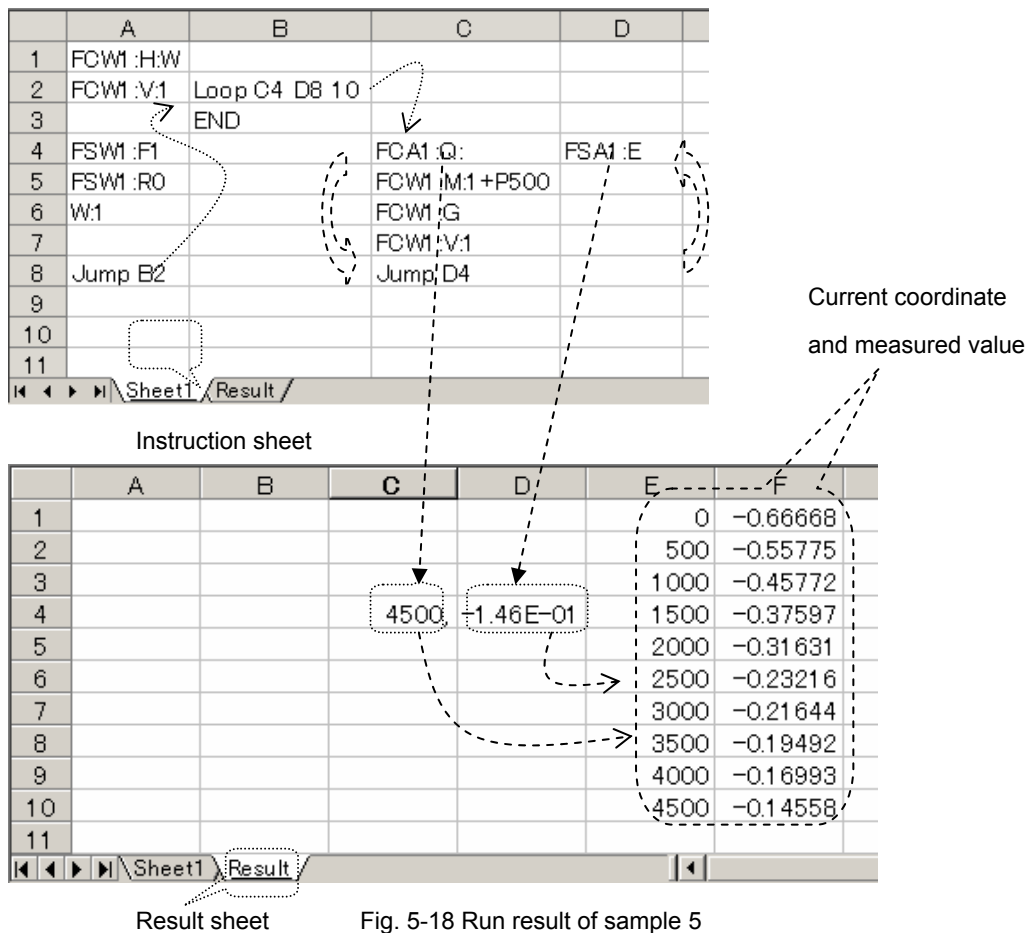 A B C D
1 FCW1:H:W
2 FCW1:V:1 Loop C4 D8 10
3 END
4 FSW1:F1 FCA1:Q: FSA1:E
5 FSW1:R0 FCW1:M:1+P500
6 W:1 FCW1:G
7 FCW1:V:1
8 Jump B2 Jump D4
9
10
11
Sheet1 Result
Current coordinate
and measured value
Instruction sheet
A B C D E F
1 0 -0.66668
2 500 -0.55775
3 1000 -0.45772
4 4500, -1.46E-01 1500 -0.37597
5 2000 -0.31631
6 2500 -0.23216
7 3000 -0.21644
8 3500 -0.19492
9 4000 -0.16993
10 4500 -0.14558
11
Sheet1 Result
Result sheet Fig. 5-18 Run result of sample 5